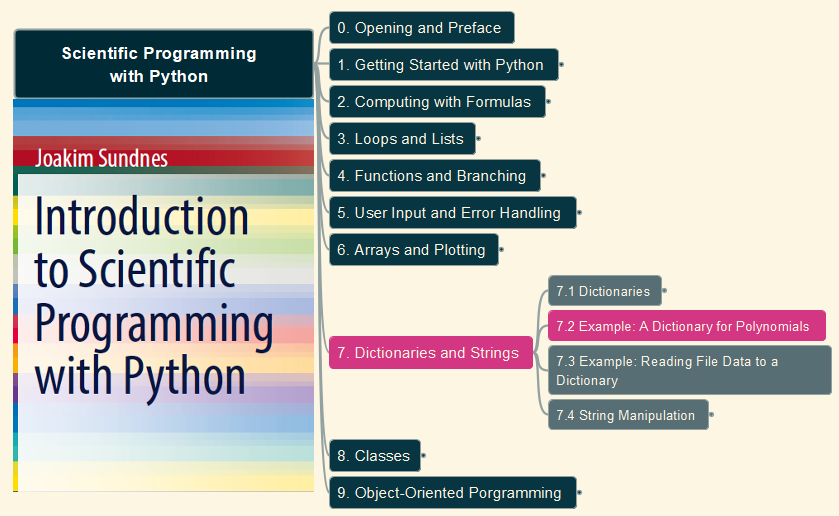 Scientific Programming
with Python
Joakim Sundnes
Introduction
to Scientific
Programming
with Python
0. Opening and Preface
1. Getting Started with Python
2. Computing with Formulas
3. Loops and Lists
4. Functions and Branching
5. User Input and Error Handling
6. Arrays and Plotting
7. Dictionaries and Strings
7.1 Dictionaries
7.2 Example: A Dictionary for Polynomials
7.3 Example: Reading File Data to a
Dictionary
7.4 String Manipulation
8. Classes
9. Object-Oriented Porgramming